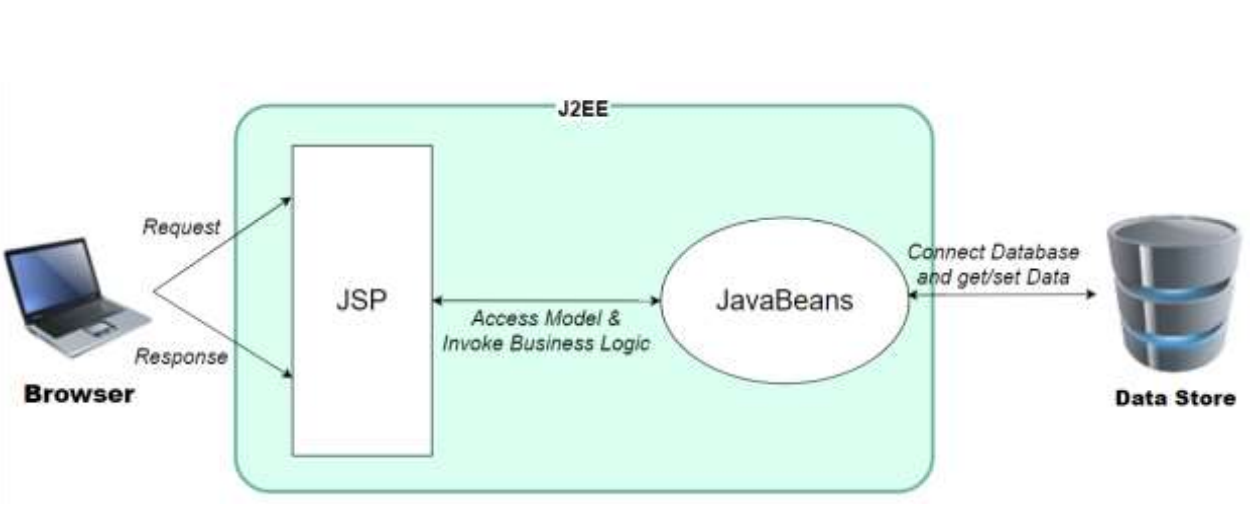 J2EE
Request
Response
Browser
JSP
Access Model &
Invoke Business Logic
JavaBeans
Connect Database
and get/set Data
Data Store